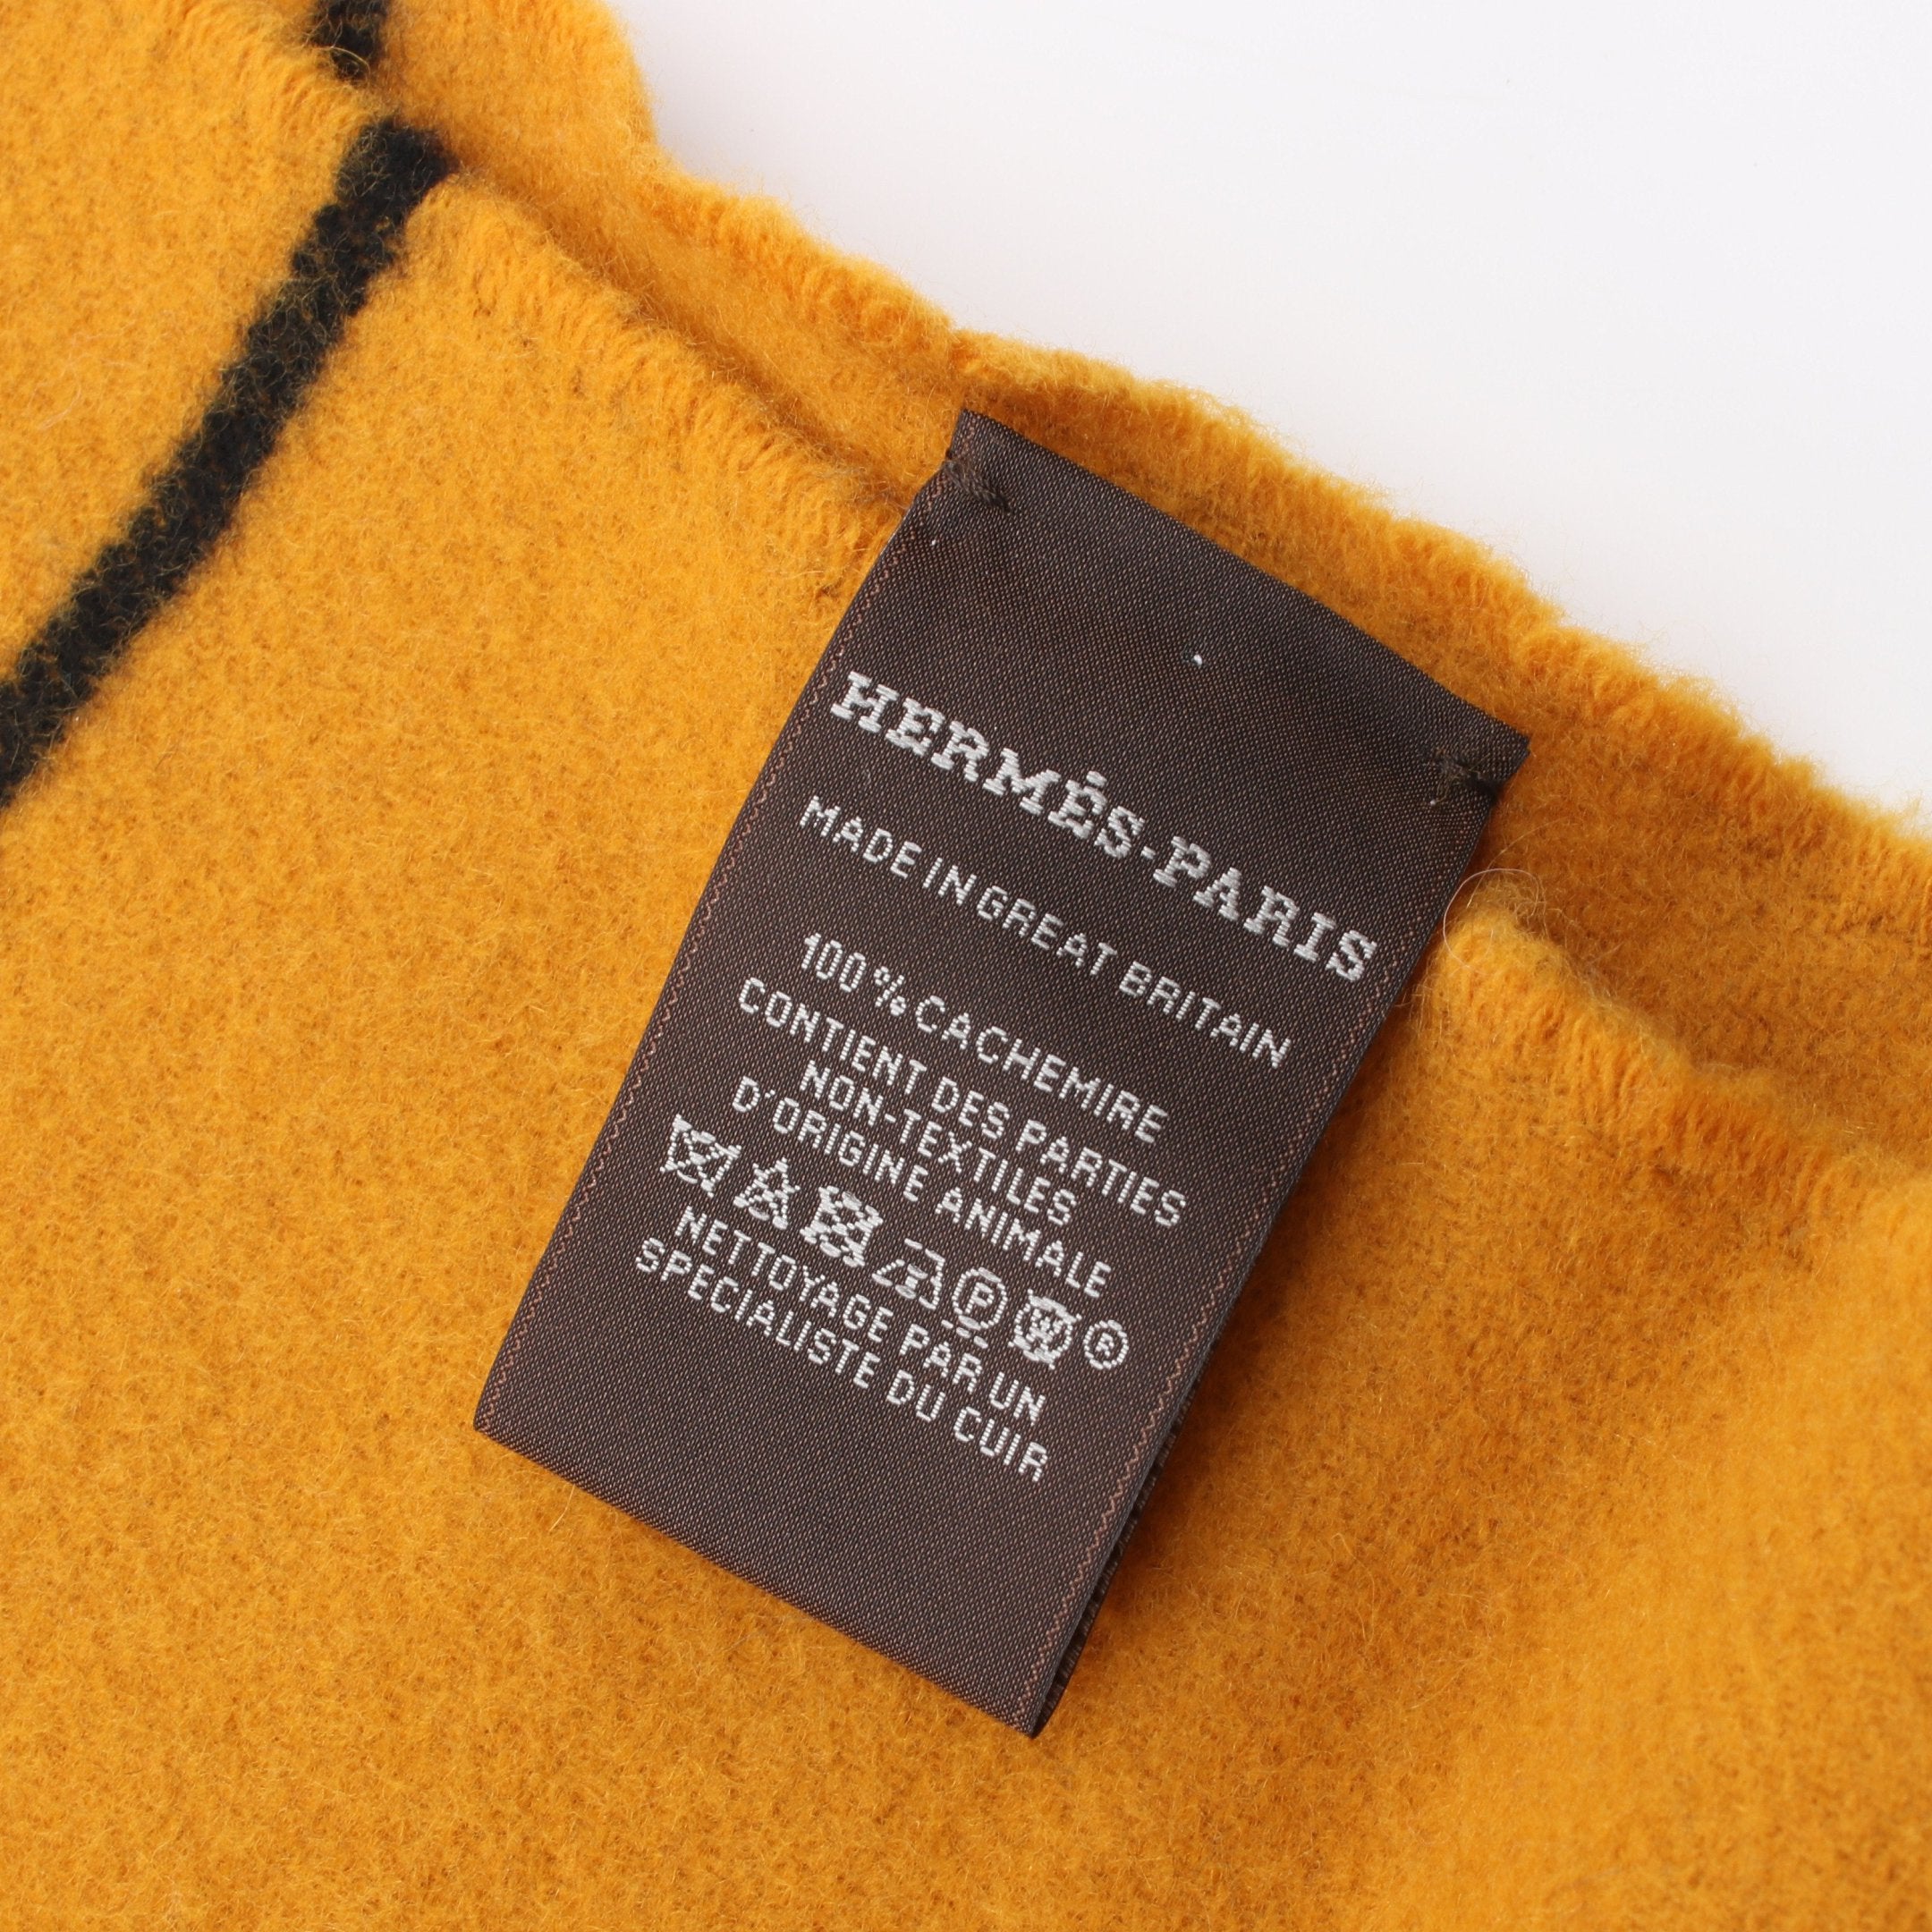 HERMÈS-PARIS
MADE IN GREAT BRITAIN
100% CACHEMIRE
CONTIENT DES PARTIES
NON-TEXTILES
D'ORIGINE ANIMALE
P W ®
NETTOYAGE PAR UN
SPECIALISTE DU CUIR